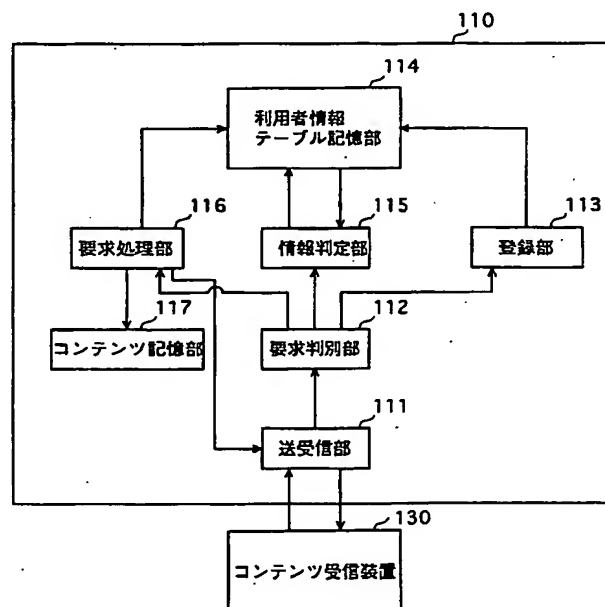 110
114
利用者情報
テーブル記憶部
116
要求処理部
115
情報判定部
113
登録部
117
コンテンツ記憶部
112
要求判別部
111
送受信部
130
コンテンツ受信装置